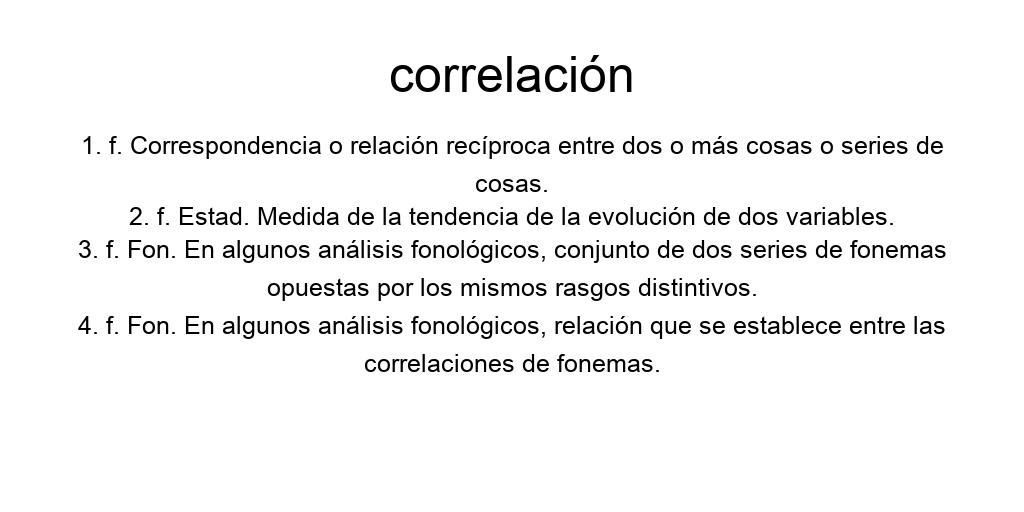 correlación
1. f. Correspondencia o relación recíproca entre dos o más cosas o series de
cosas.
2. f. Estad. Medida de la tendencia de la evolución de dos variables.
3. f. Fon. En algunos análisis fonológicos, conjunto de dos series de fonemas
opuestas por los mismos rasgos distintivos.
4. f. Fon. En algunos análisis fonológicos, relación que se establece entre las
correlaciones de fonemas.